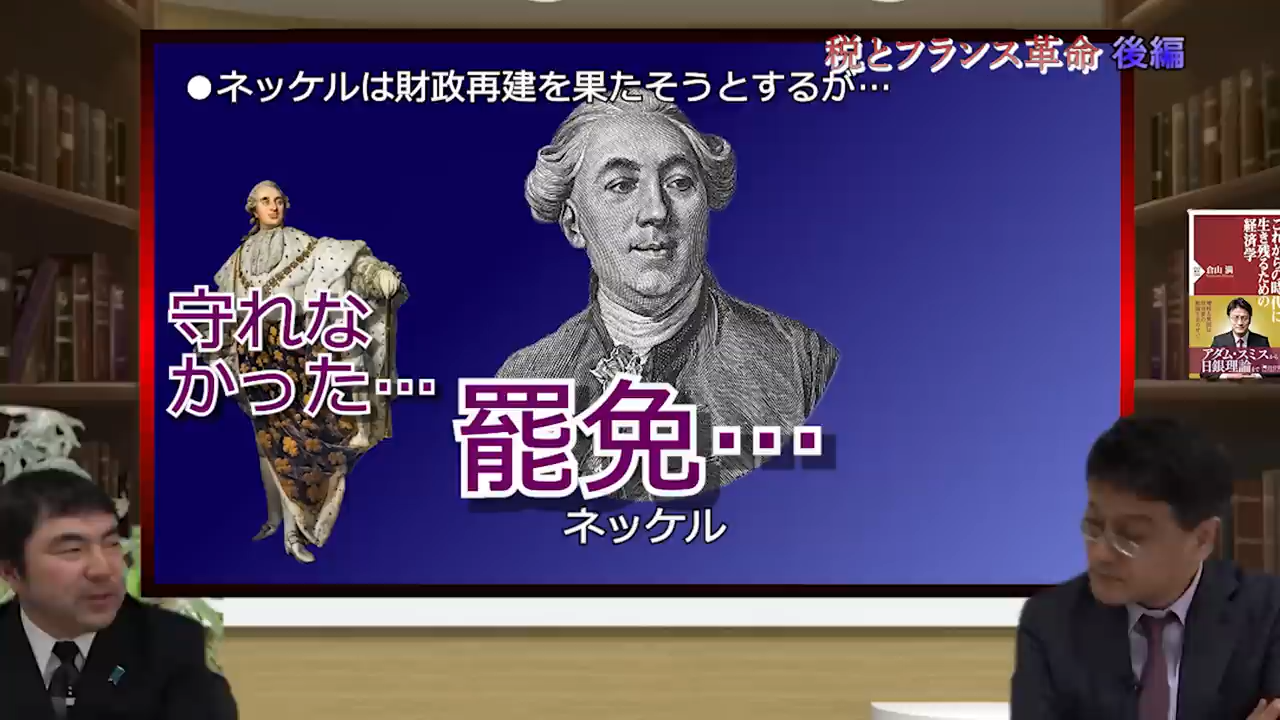 税とフランス革命 後編
●ネッケルは財政再建を果たそうとするが…
守れな
かった…
罷免…
ネッケル
これからの時代に
生き残るための
経済学
倉山 満
アダム・スミスから
日銀理論まで